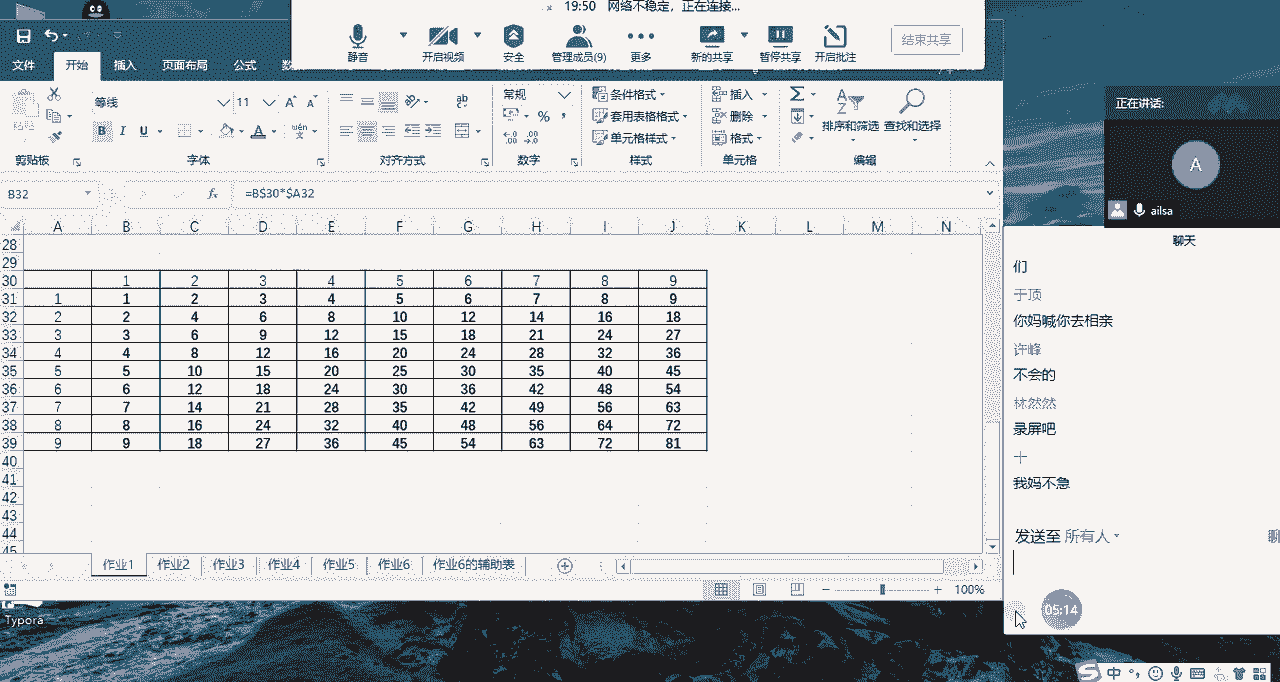 19:50 网络不稳定，正在连接...
静音 开启视频 安全 管理成员(9) 更多 新的共享 暂停共享 开启批注 结束共享
文件 开始 插入 页面布局 公式
等线 11 常规 条件格式 插入
套用表格格式 删除
B I U 单元格样式 格式 排序和筛选 查找和选择
剪贴板 字体 对齐方式 数字 样式 单元格 编辑
B32 fx =B$30*$A32
A B C D E F G H I J K L M N
28
29
30 1 2 3 4 5 6 7 8 9
31 1 1 2 3 4 5 6 7 8 9
32 2 2 4 6 8 10 12 14 16 18
33 3 3 6 9 12 15 18 21 24 27
34 4 4 8 12 16 20 24 28 32 36
35 5 5 10 15 20 25 30 35 40 45
36 6 6 12 18 24 30 36 42 48 54
37 7 7 14 21 28 35 42 49 56 63
38 8 8 16 24 32 40 48 56 64 72
39 9 9 18 27 36 45 54 63 72 81
40
41
42
43
44
45
作业1 作业2 作业3 作业4 作业5 作业6 作业6的辅助表
100%
Typora
正在讲话:
A
ailsa
聊天
们
于顶
你妈喊你去相亲
许峰
不会的
林然然
录屏吧
十
我妈不急
发送至 所有人
05:14
中